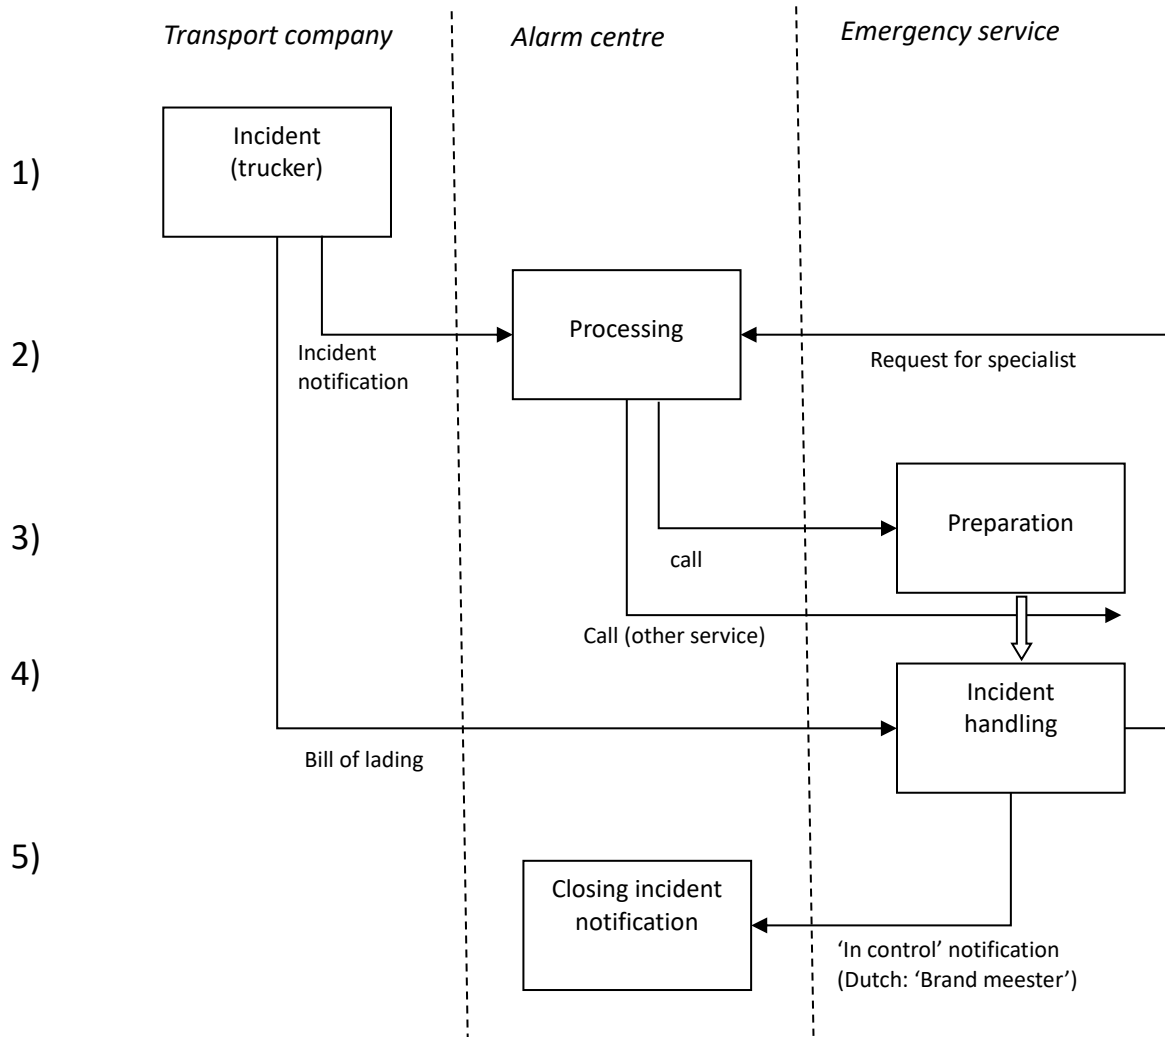 Transport company
Alarm centre
Emergency service
1)
Incident
(trucker)
2)
Incident
notification
Processing
Request for specialist
3)
call
Preparation
Call (other service)
4)
Bill of lading
Incident
handling
5)
Closing incident
notification
‘In control’ notification
(Dutch: ‘Brand meester’)